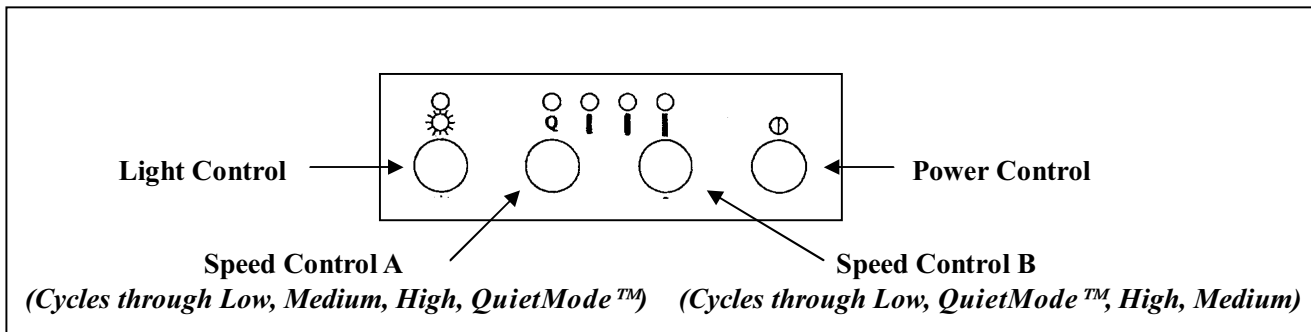 Q
Light Control
Power Control
Speed Control A
(Cycles through Low, Medium, High, QuietMode™)
Speed Control B
(Cycles through Low, QuietMode™, High, Medium)